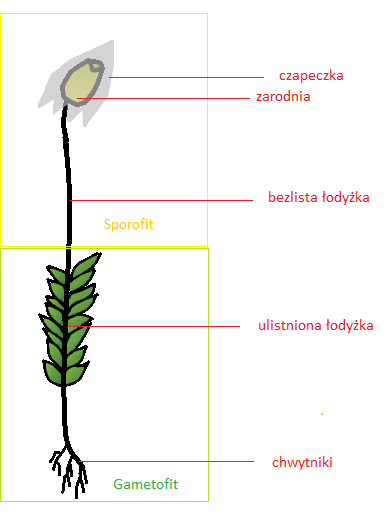 czapeczka
zarodnia
bezlista łodyżka
Sporofit
ulistniona łodyżka
chwytniki
Gametofit